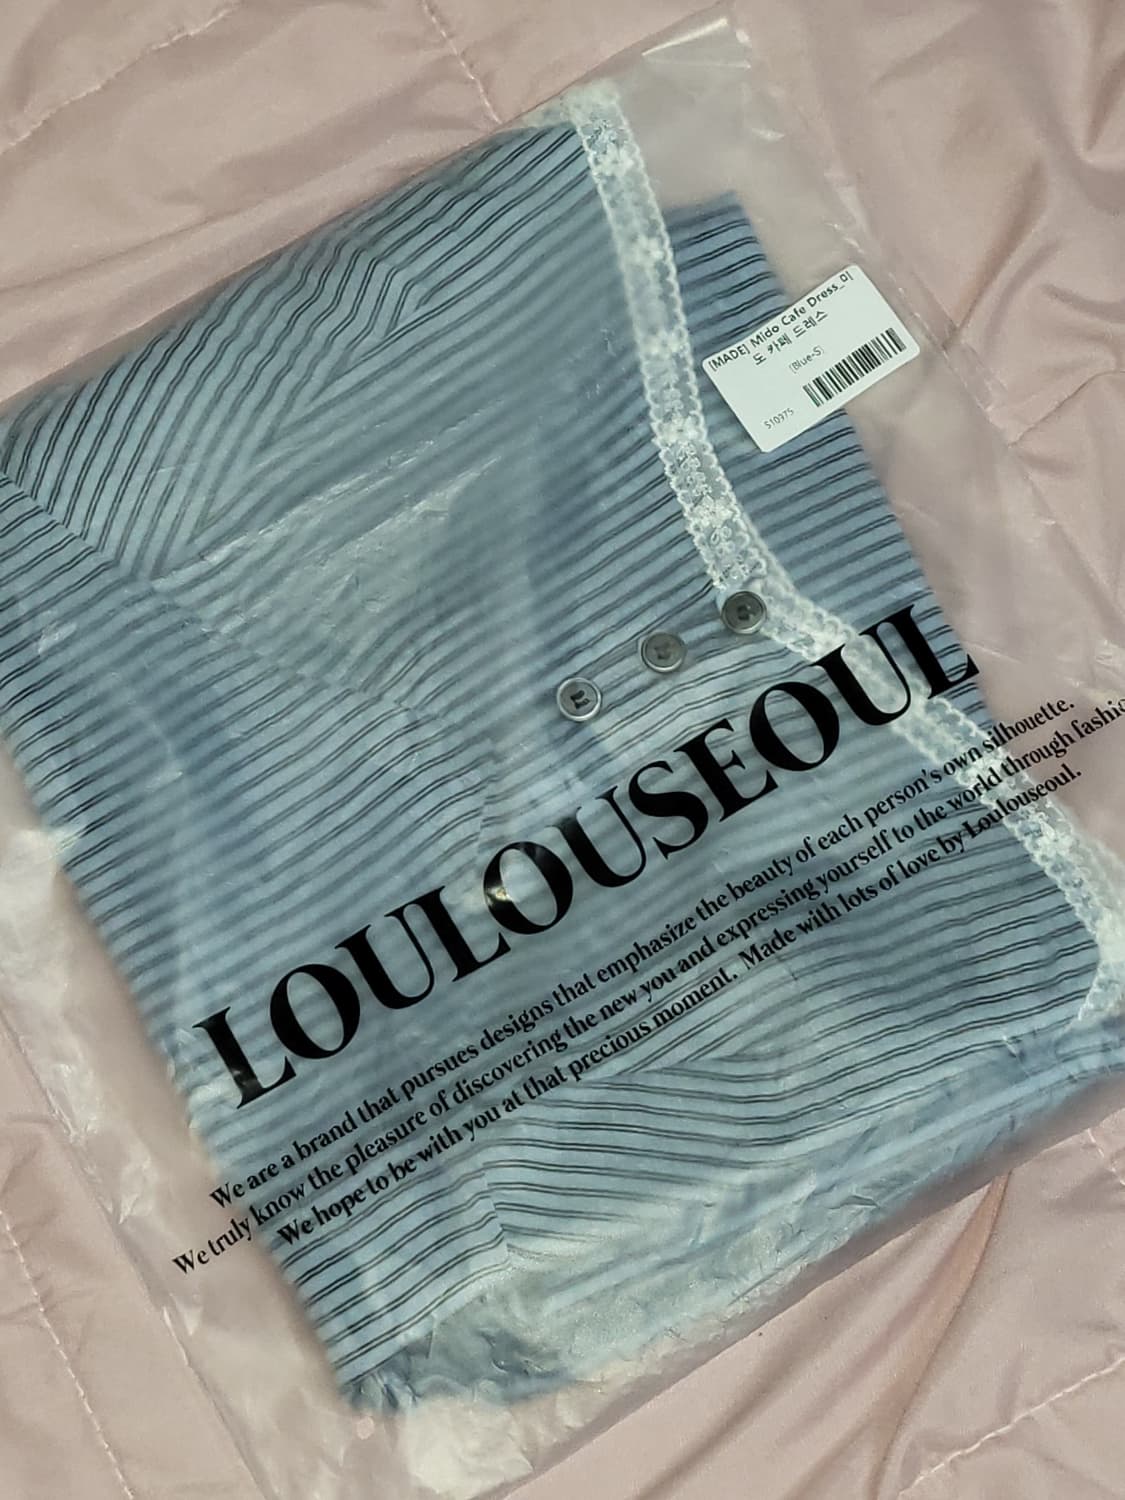 [MADE] Mido Cafe Dress_미
도 카페 드레스
[Blue-S]
S10975
LOULOUSEOUL
We are a brand that pursues designs that emphasize the beauty of each person's own silhouette.
We truly know the pleasure of discovering the new you and expressing yourself to the world through fashio
We hope to be with you at that precious moment. Made with lots of love by Loulouseoul.